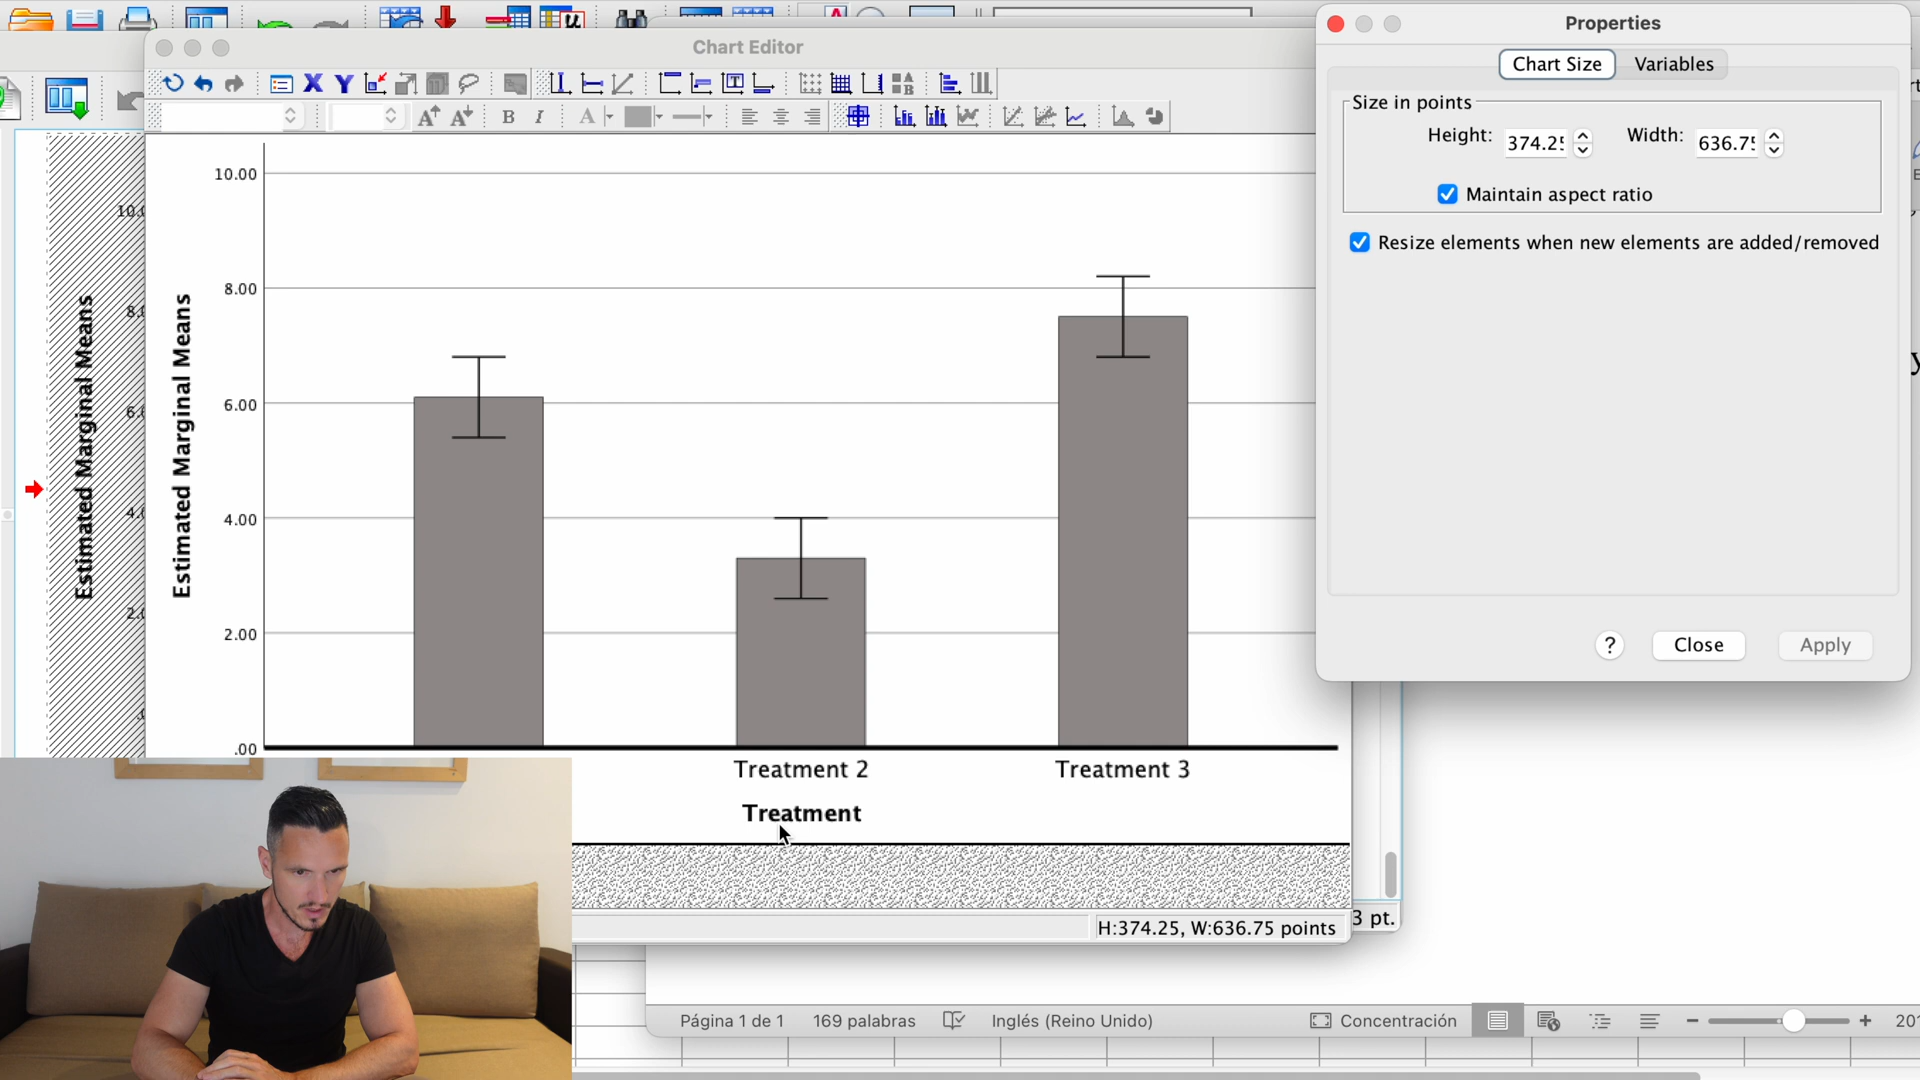 Chart Editor
Properties
Chart Size
Variables
Size in points
Height:
374.25
Width:
636.75
Maintain aspect ratio
Resize elements when new elements are added/removed
?
Close
Apply
X
Y
B
I
A
Estimated Marginal Means
Estimated Marginal Means
10.00
8.00
6.00
4.00
2.00
.00
Treatment 2
Treatment 3
Treatment
H:374.25, W:636.75 points
3 pt.
Página 1 de 1
169 palabras
Inglés (Reino Unido)
Concentración